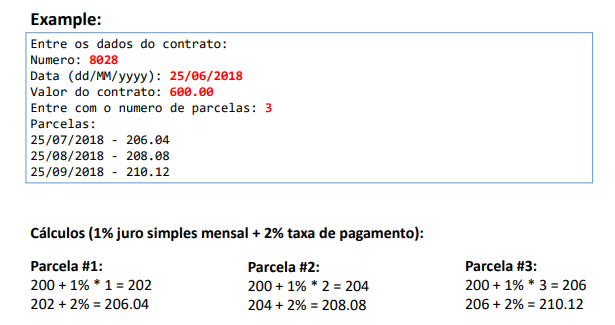 Example:
Entre os dados do contrato:
Numero: 8028
Data (dd/MM/yyyy): 25/06/2018
Valor do contrato: 600.00
Entre com o numero de parcelas: 3
Parcelas:
25/07/2018 - 206.04
25/08/2018 - 208.08
25/09/2018 - 210.12
Cálculos (1% juro simples mensal + 2% taxa de pagamento):
Parcela #1:
200 + 1% * 1 = 202
202 + 2% = 206.04
Parcela #2:
200 + 1% * 2 = 204
204 + 2% = 208.08
Parcela #3:
200 + 1% * 3 = 206
206 + 2% = 210.12